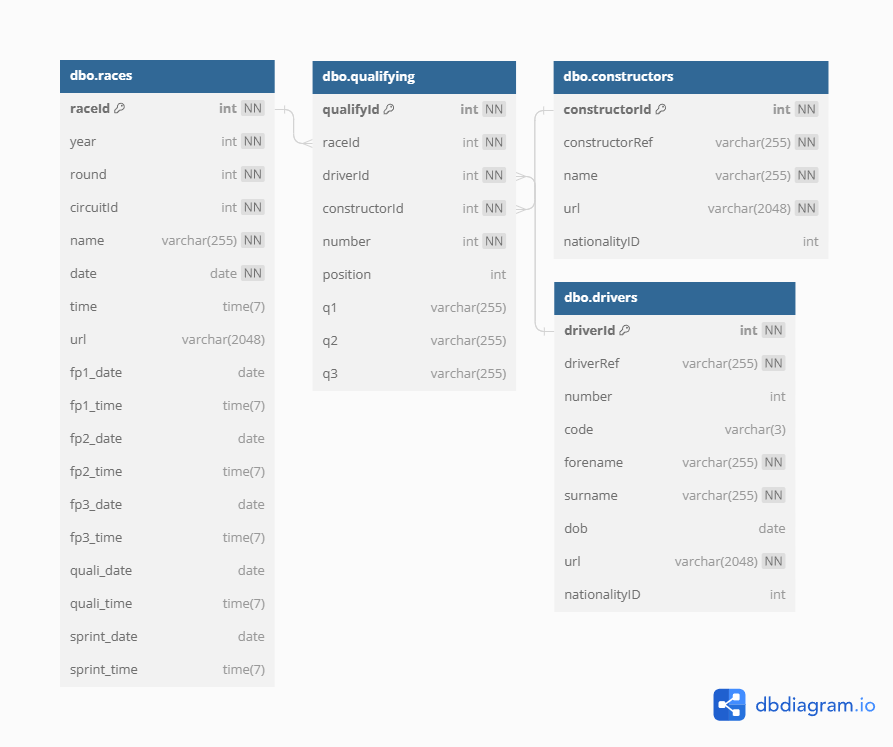 dbo.races
raceId int NN
year int NN
round int NN
circuitId int NN
name varchar(255) NN
date date NN
time time(7)
url varchar(2048)
fp1_date date
fp1_time time(7)
fp2_date date
fp2_time time(7)
fp3_date date
fp3_time time(7)
quali_date date
quali_time time(7)
sprint_date date
sprint_time time(7)
dbo.qualifying
qualifyId int NN
raceId int NN
driverId int NN
constructorId int NN
number int NN
position int
q1 varchar(255)
q2 varchar(255)
q3 varchar(255)
dbo.constructors
constructorId int NN
constructorRef varchar(255) NN
name varchar(255) NN
url varchar(2048) NN
nationalityID int
dbo.drivers
driverId int NN
driverRef varchar(255) NN
number int
code varchar(3)
forename varchar(255) NN
surname varchar(255) NN
dob date
url varchar(2048) NN
nationalityID int
dbdiagram.io